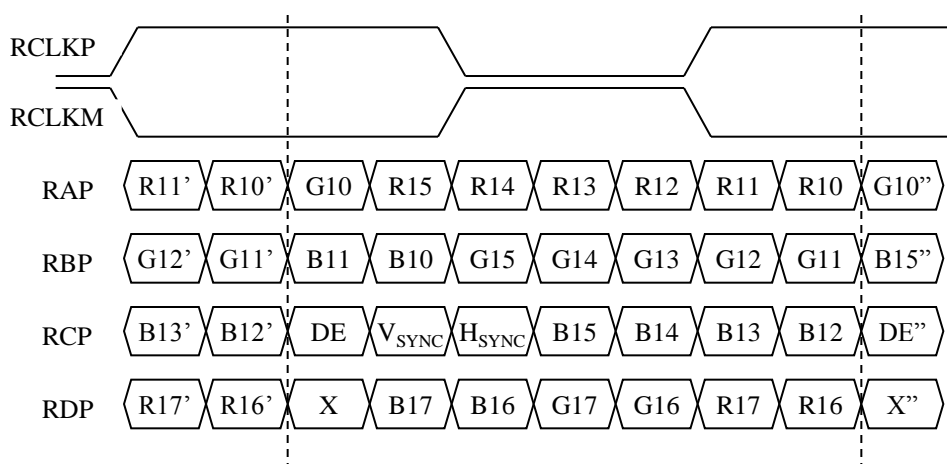 RCLKP
RCLKM
RAP R11’ R10’ G10 R15 R14 R13 R12 R11 R10 G10”
RBP G12’ G11’ B11 B10 G15 G14 G13 G12 G11 B15”
RCP B13’ B12’ DE VSYNC HSYNC B15 B14 B13 B12 DE”
RDP R17’ R16’ X B17 B16 G17 G16 R17 R16 X”